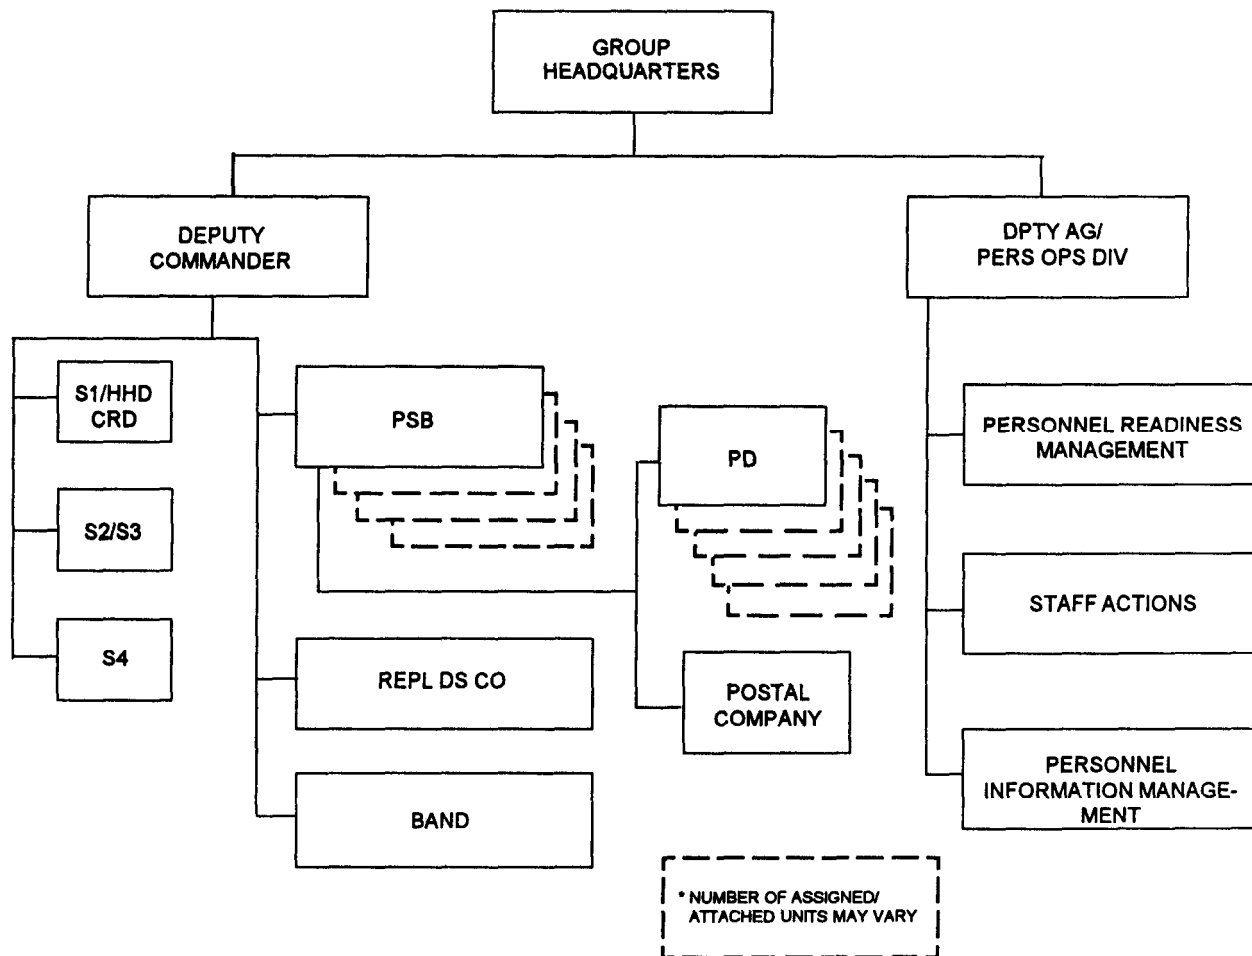 GROUP
HEADQUARTERS
DEPUTY
COMMANDER
DPTY AG/
PERS OPS DIV
S1/HHD
CRD
S2/S3
S4
PSB
REPL DS CO
BAND
PD
POSTAL
COMPANY
PERSONNEL READINESS
MANAGEMENT
STAFF ACTIONS
PERSONNEL
INFORMATION MANAGE-
MENT
* NUMBER OF ASSIGNED/
ATTACHED UNITS MAY VARY